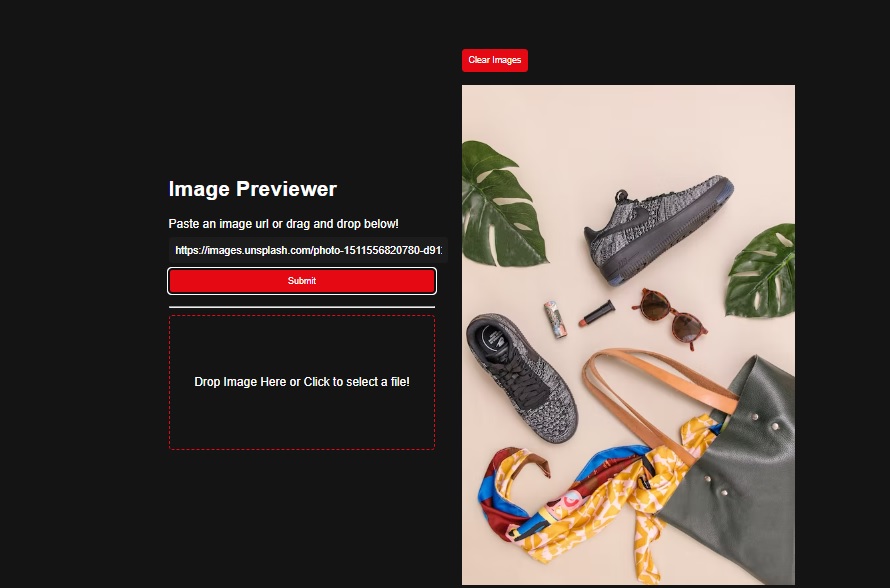 Clear Images
Image Previewer
Paste an image url or drag and drop below!
https://images.unsplash.com/photo-1511556820780-d91
Submit
Drop Image Here or Click to select a file!